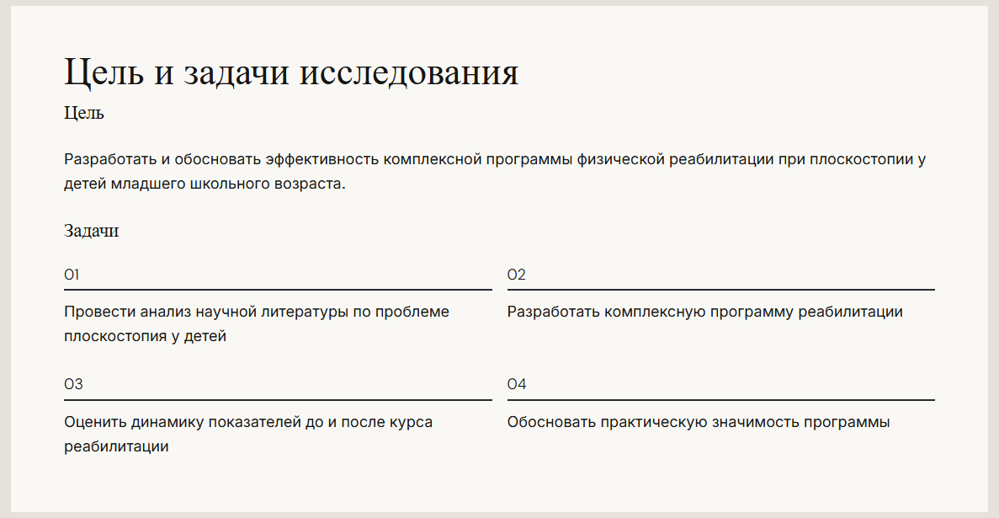 Цель и задачи исследования
Цель
Разработать и обосновать эффективность комплексной программы физической реабилитации при плоскостопии у
детей младшего школьного возраста.
Задачи
01
Провести анализ научной литературы по проблеме
плоскостопия у детей
02
Разработать комплексную программу реабилитации
03
Оценить динамику показателей до и после курса
реабилитации
04
Обосновать практическую значимость программы